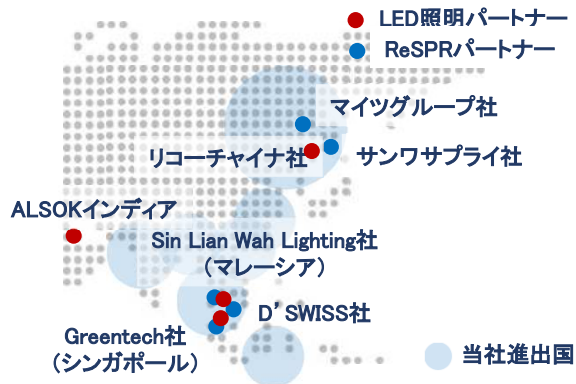 LED照明パートナー
ReSPRパートナー
マイツグループ社
リコーチャイナ社
サンワサプライ社
ALSOKインディア
Sin Lian Wah Lighting社
（マレーシア）
D’SWISS社
Greentech社
（シンガポール）
当社進出国